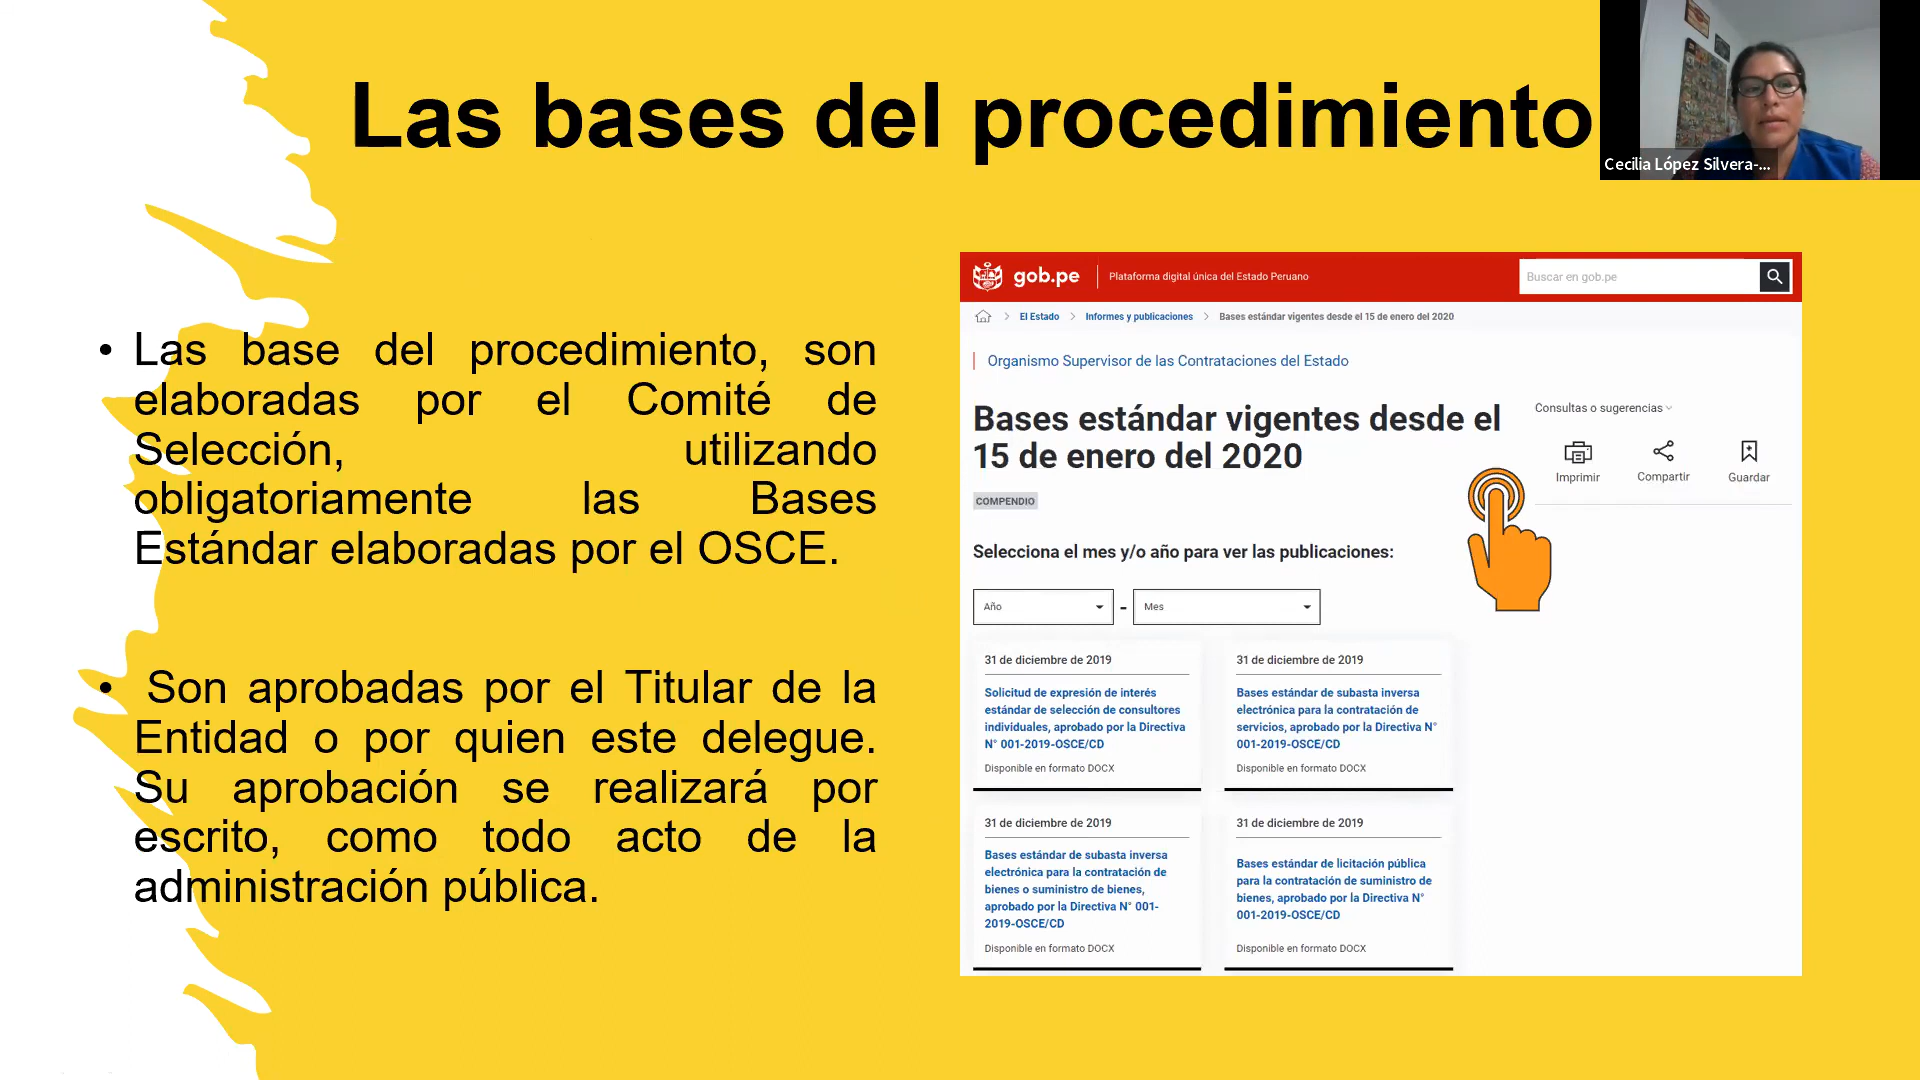 Las bases del procedimiento
Cecilia López Silvera-...
• Las base del procedimiento, son
elaboradas por el Comité de
Selección, utilizando
obligatoriamente las Bases
Estándar elaboradas por el OSCE.
• Son aprobadas por el Titular de la
Entidad o por quien este delegue.
Su aprobación se realizará por
escrito, como todo acto de la
administración pública.
gob.pe
Plataforma digital única del Estado Peruano
Buscar en gob.pe
El Estado > Informes y publicaciones > Bases estándar vigentes desde el 15 de enero del 2020
Organismo Supervisor de las Contrataciones del Estado
Bases estándar vigentes desde el
15 de enero del 2020
COMPENDIO
Consultas o sugerencias
Imprimir
Compartir
Guardar
Selecciona el mes y/o año para ver las publicaciones:
Año - Mes
31 de diciembre de 2019
Solicitud de expresión de interés
estándar de selección de consultores
individuales, aprobado por la Directiva
N° 001-2019-OSCE/CD
Disponible en formato DOCX
31 de diciembre de 2019
Bases estándar de subasta inversa
electrónica para la contratación de
servicios, aprobado por la Directiva N°
001-2019-OSCE/CD
Disponible en formato DOCX
31 de diciembre de 2019
Bases estándar de subasta inversa
electrónica para la contratación de
bienes o suministro de bienes,
aprobado por la Directiva N° 001-
2019-OSCE/CD
Disponible en formato DOCX
31 de diciembre de 2019
Bases estándar de licitación pública
para la contratación de suministro de
bienes, aprobado por la Directiva N°
001-2019-OSCE/CD
Disponible en formato DOCX